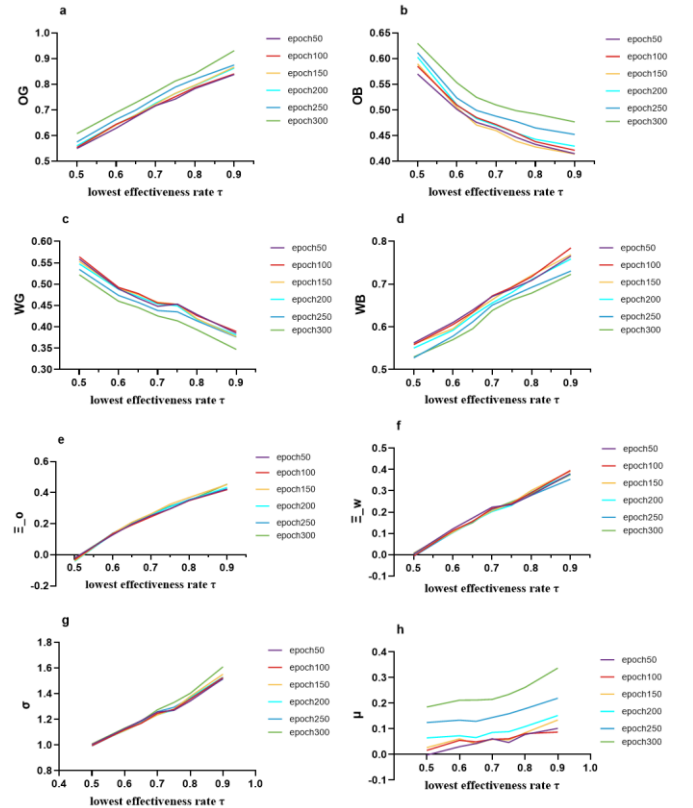 a
OG
1.0
0.9
0.8
0.7
0.6
0.5
0.5 0.6 0.7 0.8 0.9
lowest effectiveness rate τ
epoch50
epoch100
epoch150
epoch200
epoch250
epoch300
b
OB
0.65
0.60
0.55
0.50
0.45
0.40
0.5 0.6 0.7 0.8 0.9
lowest effectiveness rate τ
epoch50
epoch100
epoch150
epoch200
epoch250
epoch300
c
WG
0.60
0.55
0.50
0.45
0.40
0.35
0.30
0.5 0.6 0.7 0.8 0.9
lowest effectiveness rate τ
epoch50
epoch100
epoch150
epoch200
epoch250
epoch300
d
WB
0.8
0.7
0.6
0.5
0.5 0.6 0.7 0.8 0.9
lowest effectiveness rate τ
epoch50
epoch100
epoch150
epoch200
epoch250
epoch300
e
Ξ_o
0.6
0.4
0.2
0.0
-0.2
0.5 0.6 0.7 0.8 0.9
lowest effectiveness rate τ
epoch50
epoch100
epoch150
epoch200
epoch250
epoch300
f
Ξ_w
0.5
0.4
0.3
0.2
0.1
0.0
-0.1
0.5 0.6 0.7 0.8 0.9
lowest effectiveness rate τ
epoch50
epoch100
epoch150
epoch200
epoch250
epoch300
g
σ
1.8
1.6
1.4
1.2
1.0
0.8
0.4 0.5 0.6 0.7 0.8 0.9 1.0
lowest effectiveness rate τ
epoch50
epoch100
epoch150
epoch200
epoch250
epoch300
h
μ
0.4
0.3
0.2
0.1
0.0
-0.1
0.5 0.6 0.7 0.8 0.9 1.0
lowest effectiveness rate τ
epoch50
epoch100
epoch150
epoch200
epoch250
epoch300